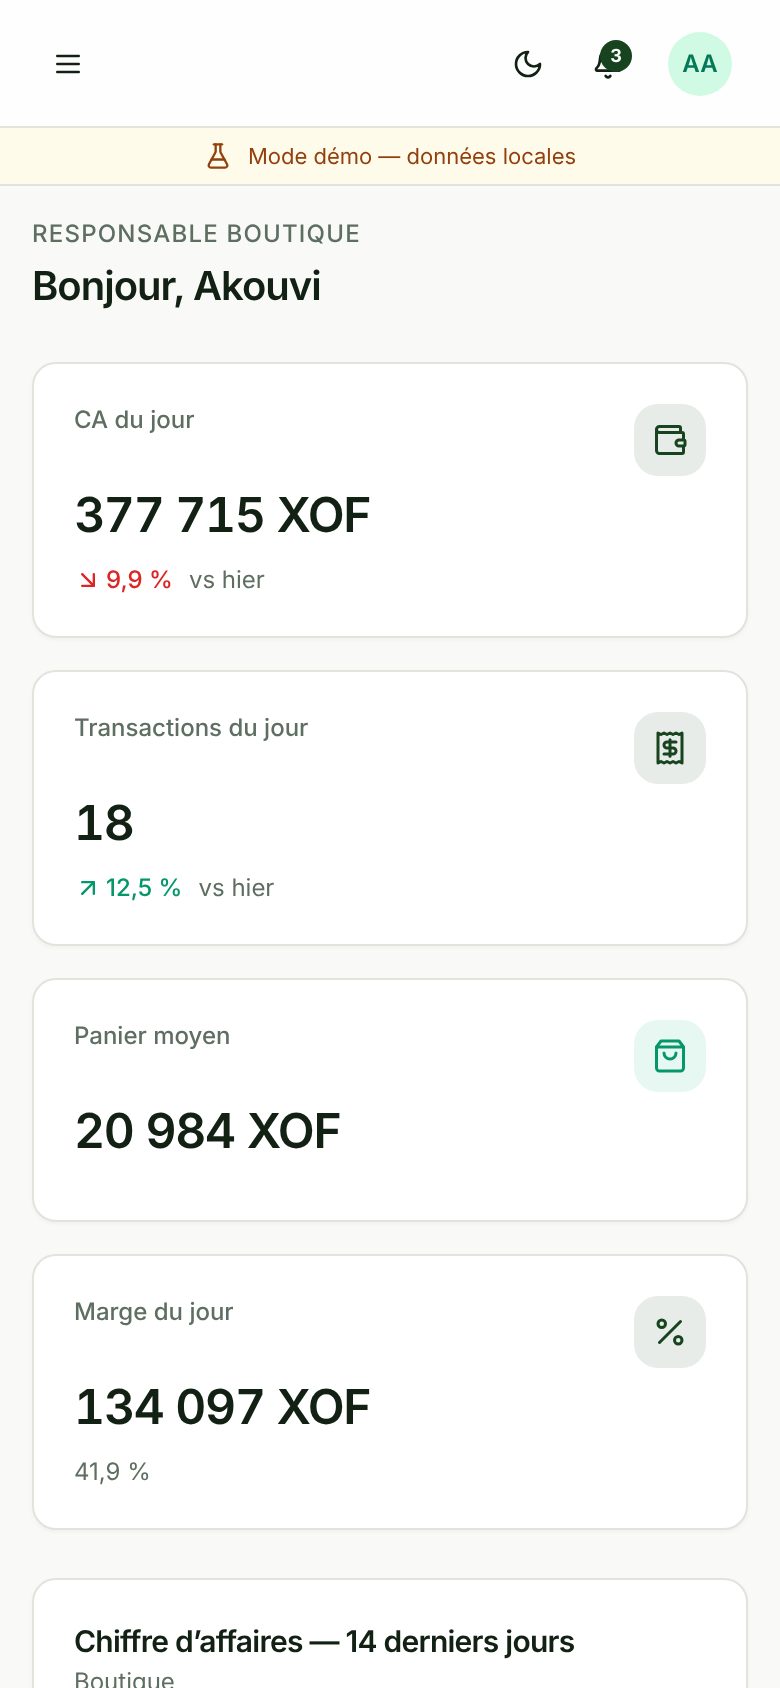 3
AA
Mode démo — données locales
RESPONSABLE BOUTIQUE
Bonjour, Akouvi
CA du jour
377 715 XOF
9,9 % vs hier
Transactions du jour
18
12,5 % vs hier
Panier moyen
20 984 XOF
Marge du jour
134 097 XOF
41,9 %
Chiffre d’affaires — 14 derniers jours
Boutique